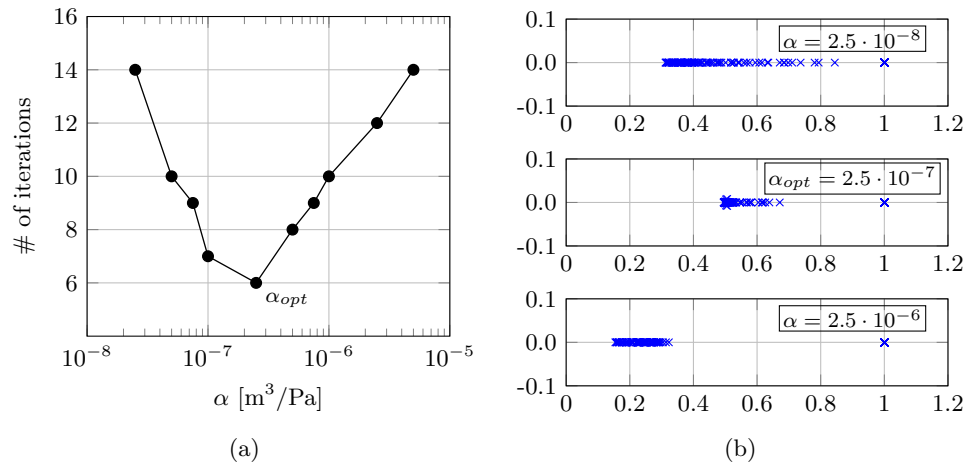 16
14
12
10
8
6
# of iterations
α_opt
10^−8
10^−7
10^−6
10^−5
α [m^3/Pa]
(a)
0.1
0.0
-0.1
α = 2.5 · 10^−8
0 0.2 0.4 0.6 0.8 1 1.2
0.1
0.0
-0.1
α_opt = 2.5 · 10^−7
0 0.2 0.4 0.6 0.8 1 1.2
0.1
0.0
-0.1
α = 2.5 · 10^−6
0 0.2 0.4 0.6 0.8 1 1.2
(b)